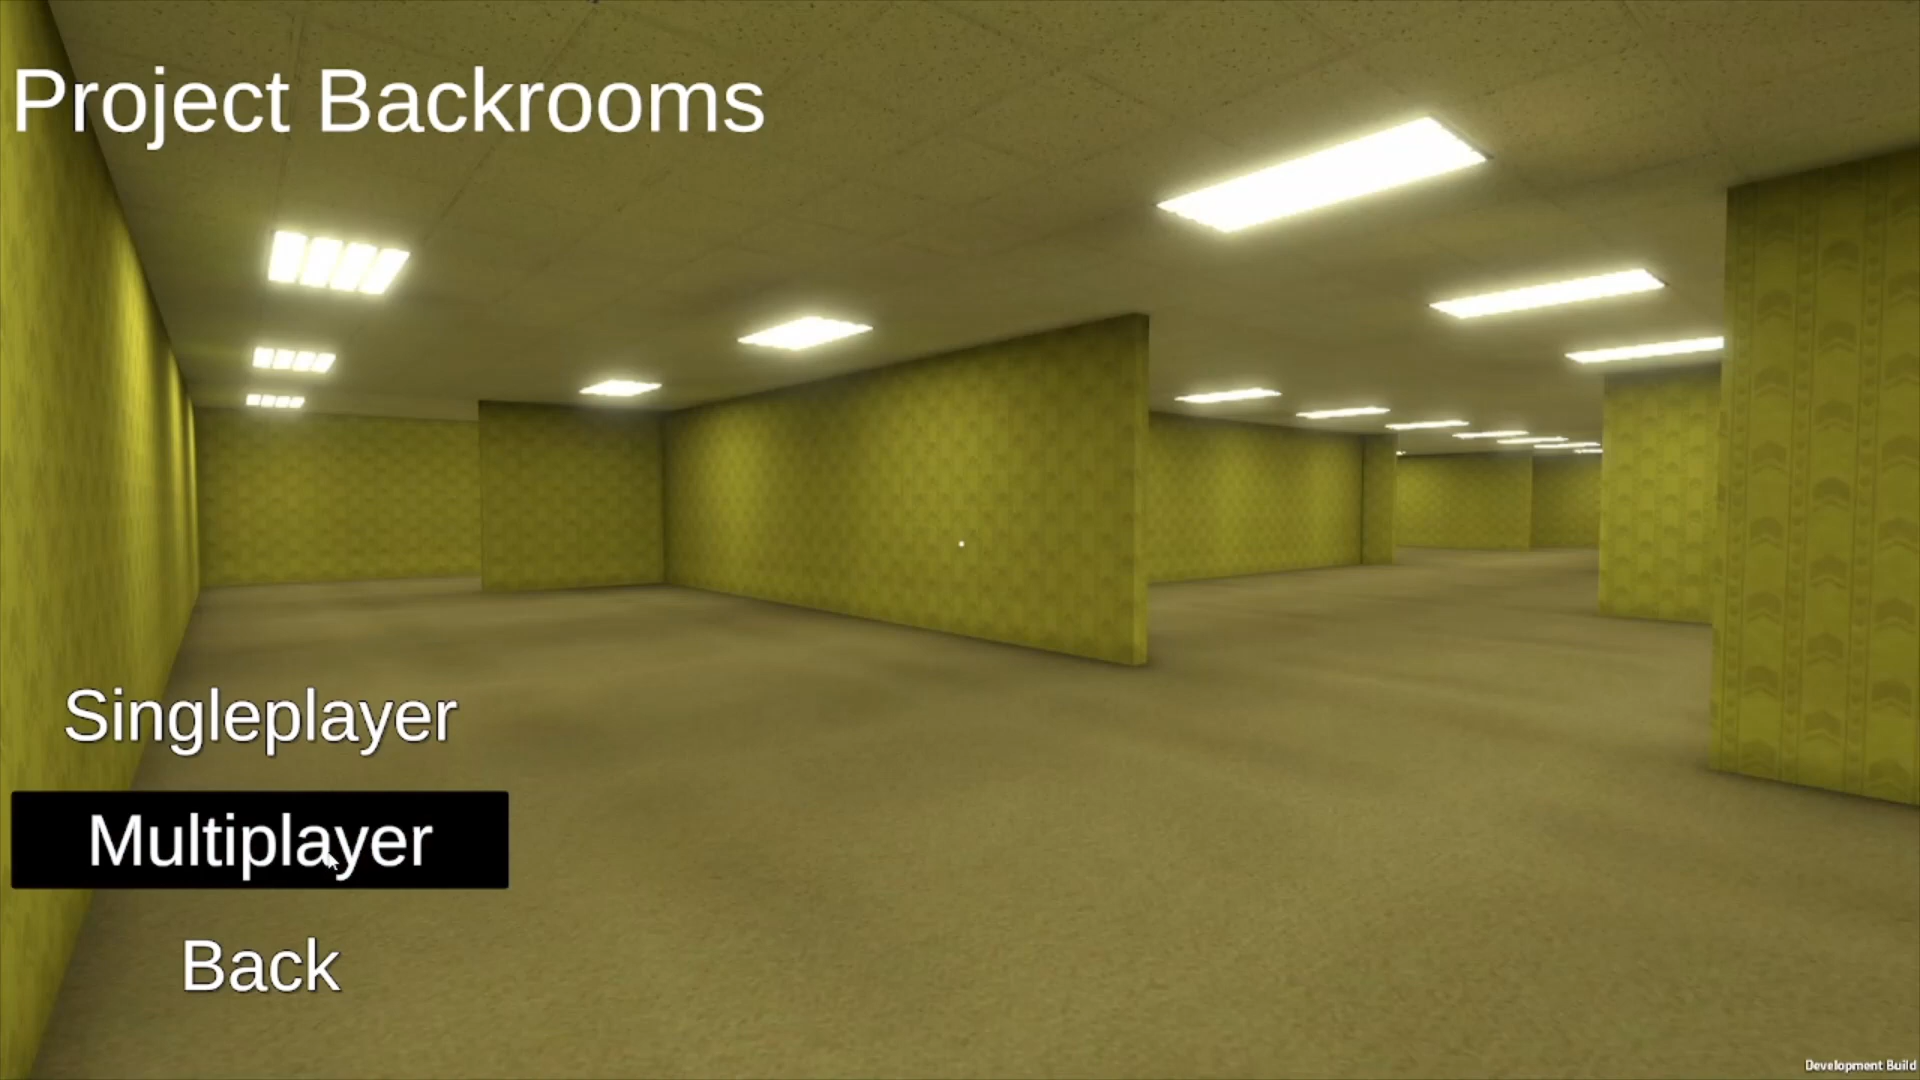 Project Backrooms
Singleplayer
Multiplayer
Back
Development Build